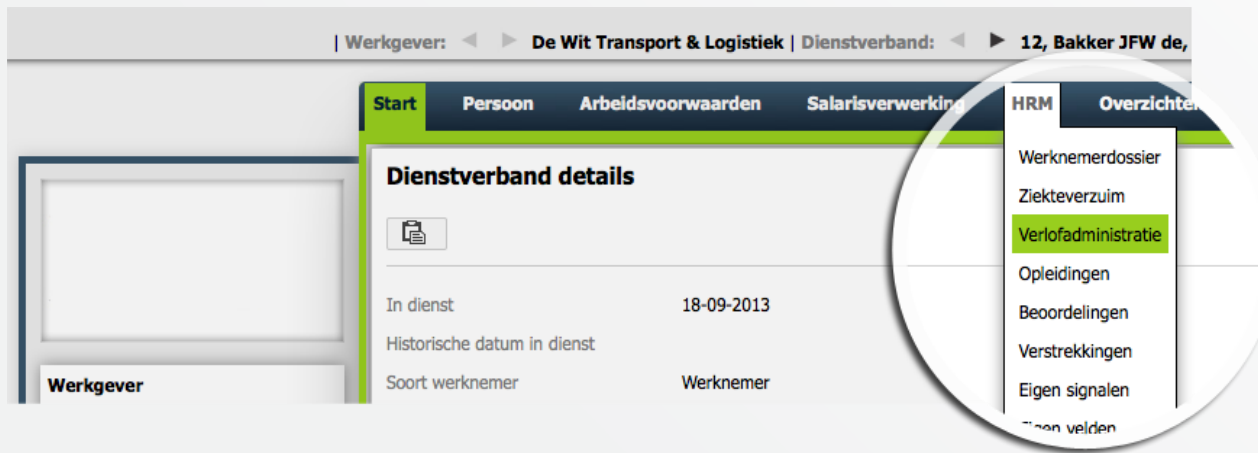 | Werkgever: De Wit Transport & Logistiek | Dienstverband: 12, Bakker JFW de,
Start Persoon Arbeidsvoorwaarden Salarisverwerking HRM Overzichten
Dienstverband details
In dienst 18-09-2013
Historische datum in dienst
Soort werknemer Werknemer
Werkgever
Werknemerdossier
Ziekteverzuim
Verlofadministratie
Opleidingen
Beoordelingen
Verstrekkingen
Eigen signalen
Eigen velden